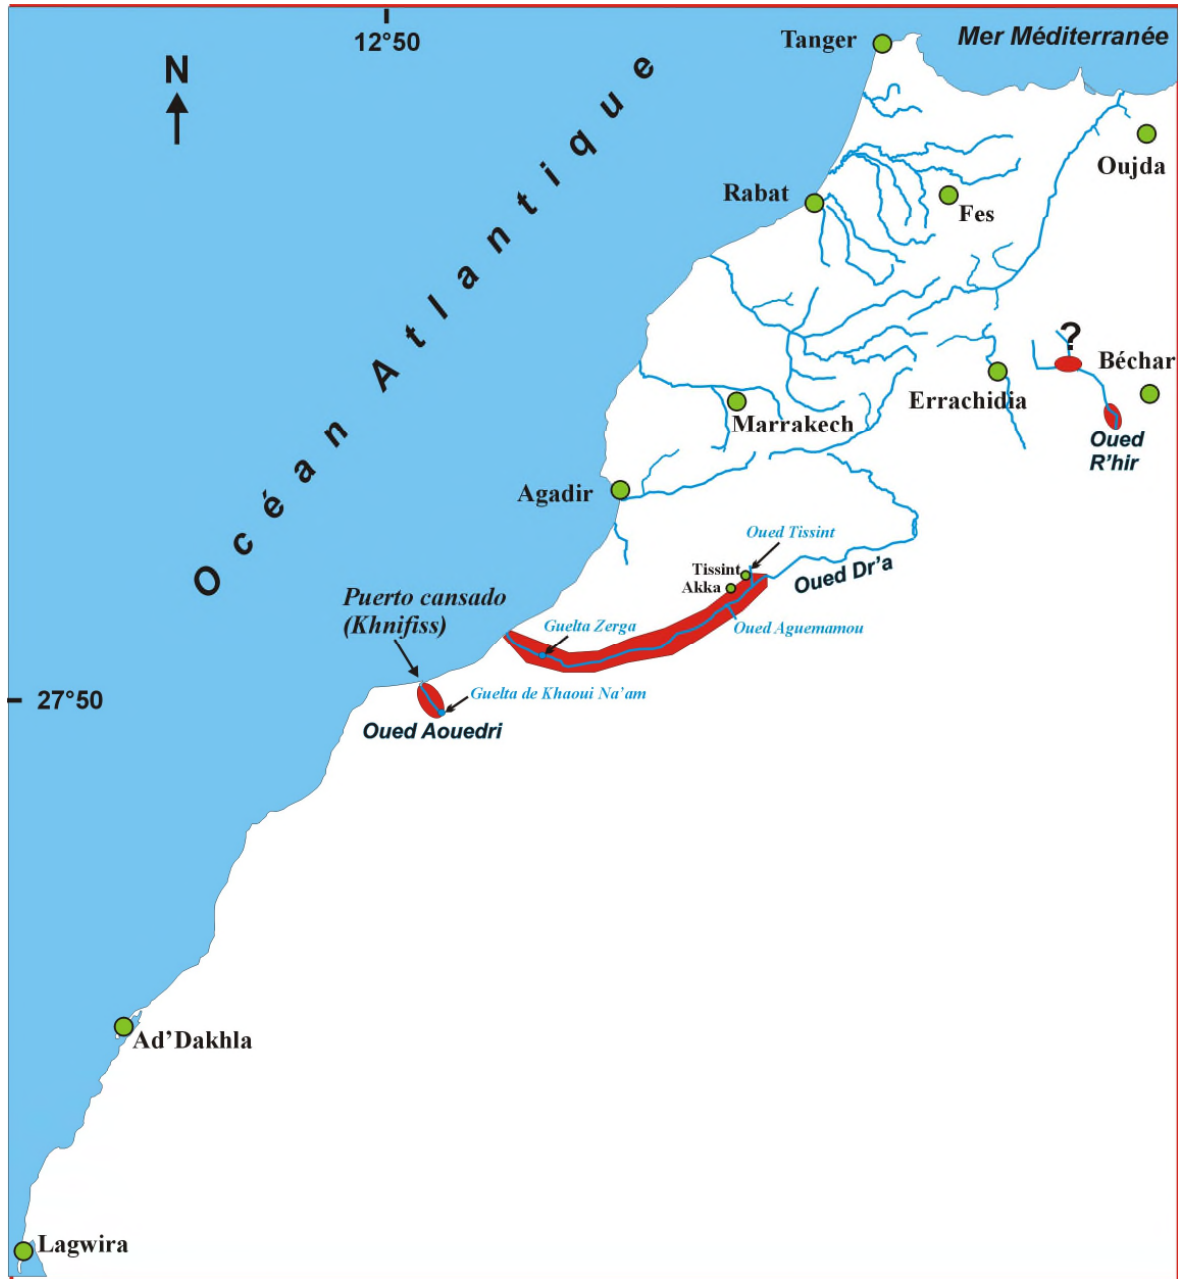 12°50
N
Océan Atlantique
Tanger
Mer Méditerranée
Oujda
Rabat
Fes
?
Béchar
Errachidia
Marrakech
Oued
R'hir
Agadir
Oued Tissint
Tissint
Akka
Oued Dr'a
Puerto cansado
(Khnifiss)
Guelta Zerga
Oued Aguemamou
27°50
Guelta de Khaoui Na'am
Oued Aouedri
Ad'Dakhla
Lagwira